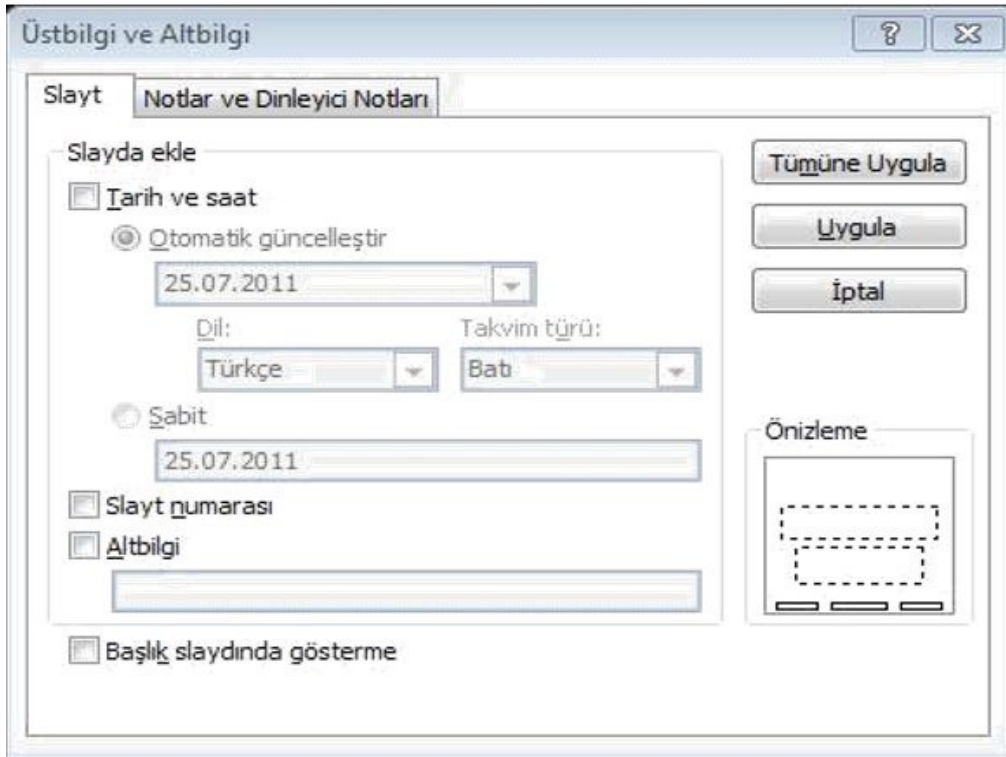 Üstbilgi ve Altbilgi
Slayt
Notlar ve Dinleyici Notları
Slayda ekle
Tarih ve saat
Otomatik güncelleştir
25.07.2011
Dil:
Takvim türü:
Türkçe
Batı
Sabit
25.07.2011
Slayt numarası
Altbilgi
Başlık slaydında gösterme
Tümüne Uygula
Uygula
İptal
Önizleme